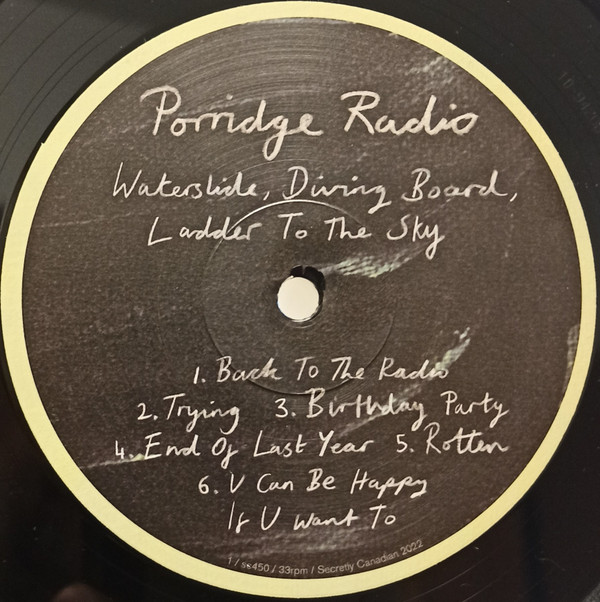 Porridge Radio
Waterslide, Diving Board,
Ladder To The Sky
1. Back To The Radio
2. Trying 3. Birthday Party
4. End Of Last Year 5. Rotten
6. U Can Be Happy
If U Want To
1 / sc450 / 33rpm / Secretly Canadian 2022